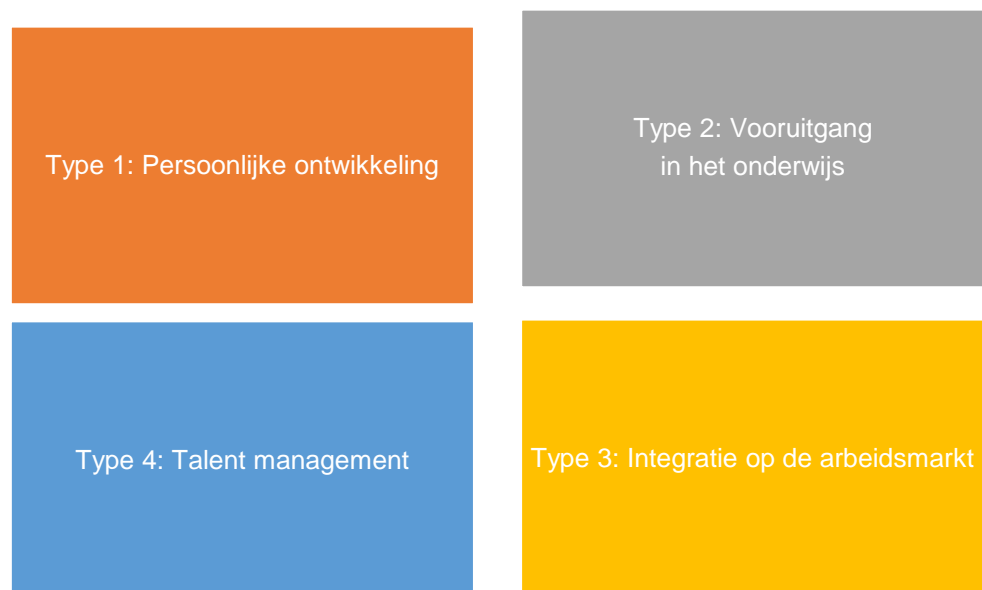 Type 1: Persoonlijke ontwikkeling
Type 2: Vooruitgang
in het onderwijs
Type 4: Talent management
Type 3: Integratie op de arbeidsmarkt